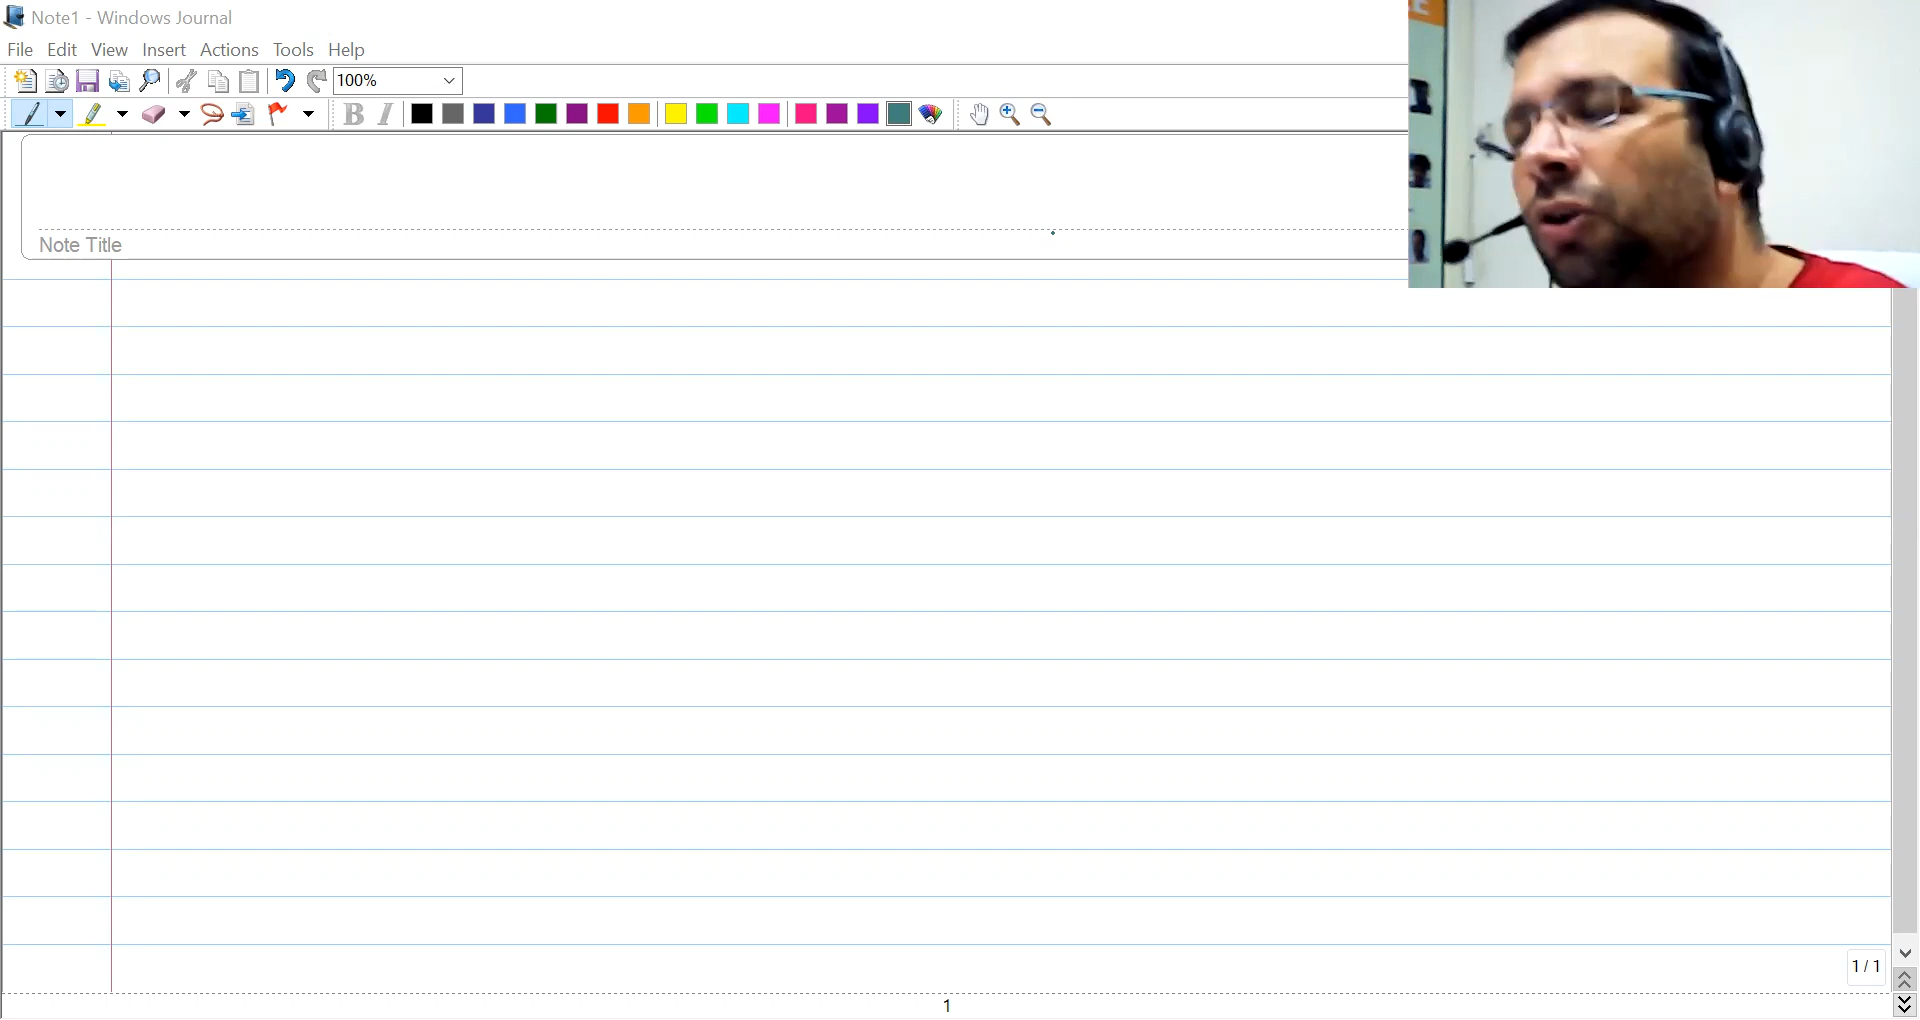 Note1 - Windows Journal
File Edit View Insert Actions Tools Help
100%
B I
Note Title
1 / 1
1